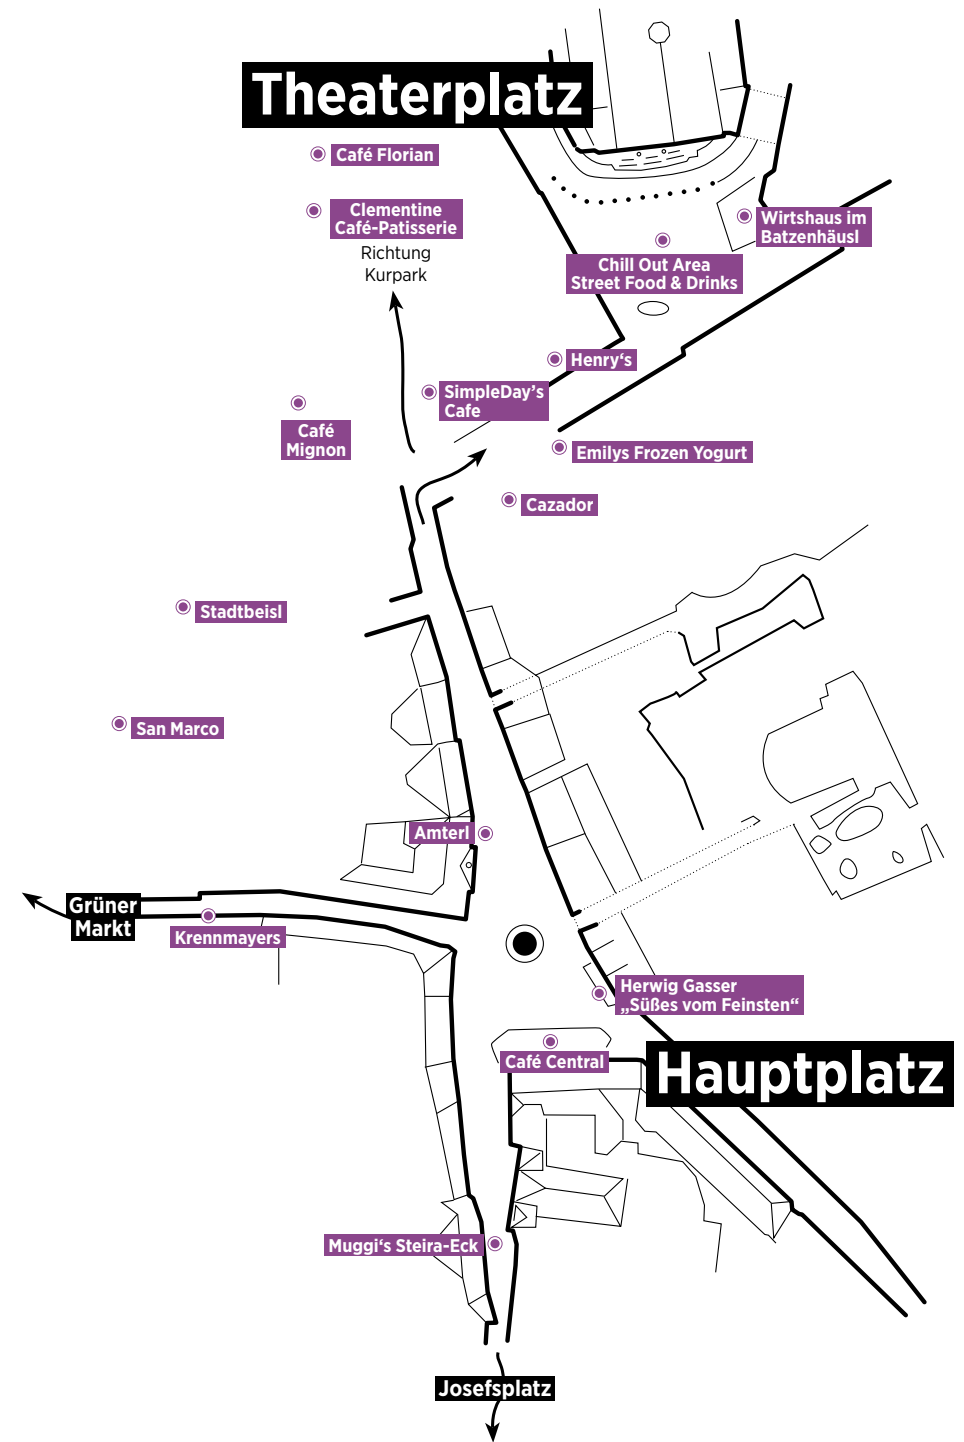 Theaterplatz
Café Florian
Clementine
Café-Patisserie
Richtung
Kurpark
Wirtshaus im
Batzenhäusl
Chill Out Area
Street Food & Drinks
Henry‘s
SimpleDay’s
Cafe
Café
Mignon
Emilys Frozen Yogurt
Cazador
Stadtbeisl
San Marco
Amterl
Grüner
Markt
Krennmayers
Herwig Gasser
„Süßes vom Feinsten“
Café Central
Hauptplatz
Muggi‘s Steira-Eck
Josefsplatz